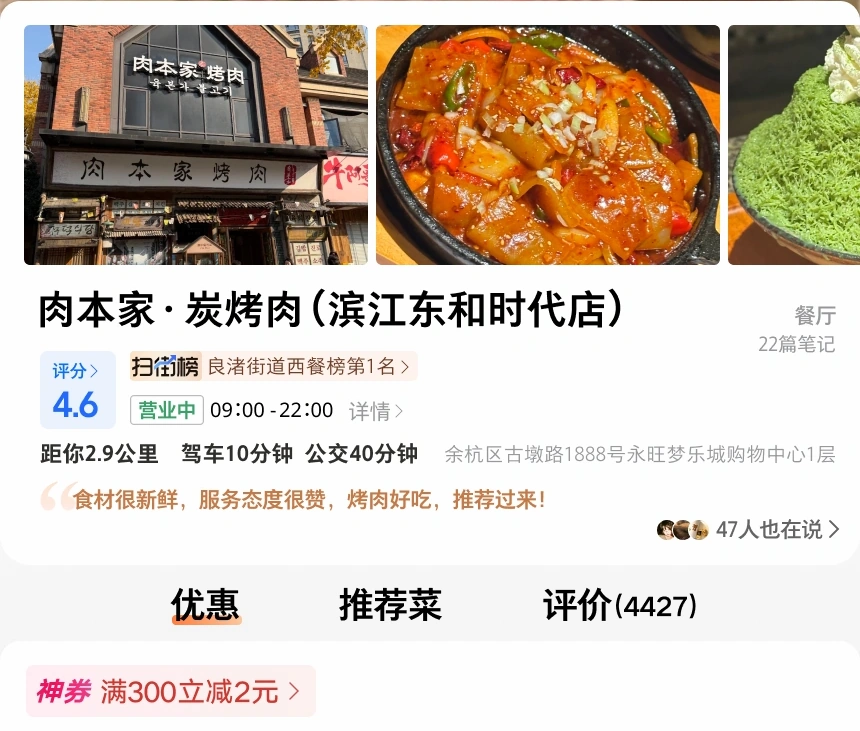 肉本家 烤肉
육본가 불고기
肉本家烤肉
肉本家·炭烤肉(滨江东和时代店)
餐厅
22篇笔记
评分
4.6
扫街榜 良渚街道西餐榜第1名
营业中 09:00-22:00 详情
距你2.9公里 驾车10分钟 公交40分钟 余杭区古墩路1888号永旺梦乐城购物中心1层
食材很新鲜，服务态度很赞，烤肉好吃，推荐过来！
47人也在说
优惠 推荐菜 评价(4427)
神券 满300立减2元